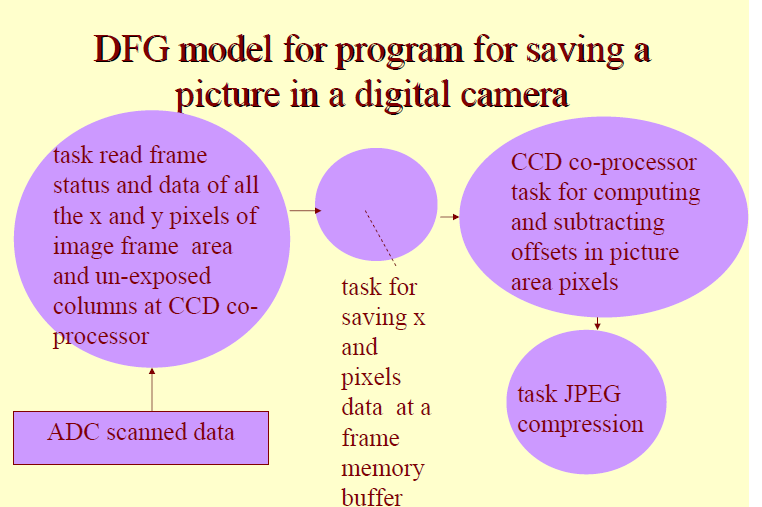 DFG model for program for saving a
picture in a digital camera
task read frame
status and data of all
the x and y pixels of
image frame area
and un-exposed
columns at CCD co-
processor
ADC scanned data
task for
saving x
and
pixels
data at a
frame
memory
buffer
CCD co-processor
task for computing
and subtracting
offsets in picture
area pixels
task JPEG
compression